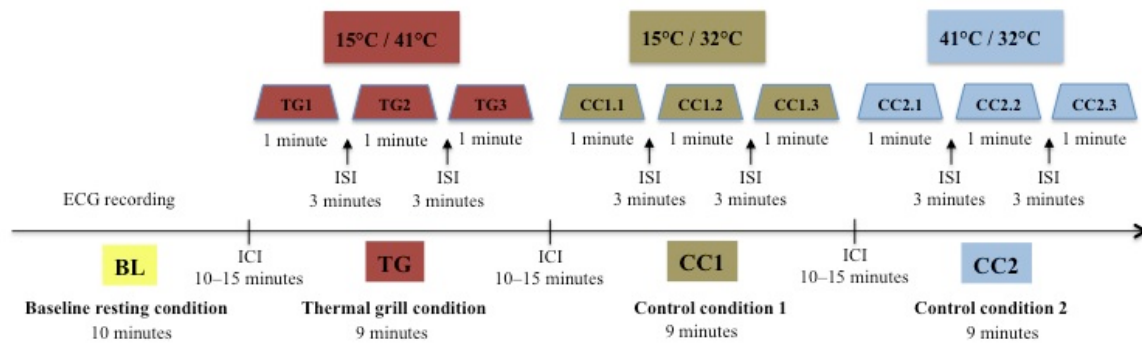 15°C / 41°C
15°C / 32°C
41°C / 32°C
TG1 TG2 TG3 CC1.1 CC1.2 CC1.3 CC2.1 CC2.2 CC2.3
1 minute 1 minute 1 minute 1 minute 1 minute 1 minute 1 minute 1 minute 1 minute
ISI ISI ISI ISI ISI ISI
ECG recording 3 minutes 3 minutes 3 minutes 3 minutes 3 minutes 3 minutes
BL ICI TG ICI CC1 ICI CC2
10–15 minutes 10–15 minutes 10–15 minutes
Baseline resting condition Thermal grill condition Control condition 1 Control condition 2
10 minutes 9 minutes 9 minutes 9 minutes